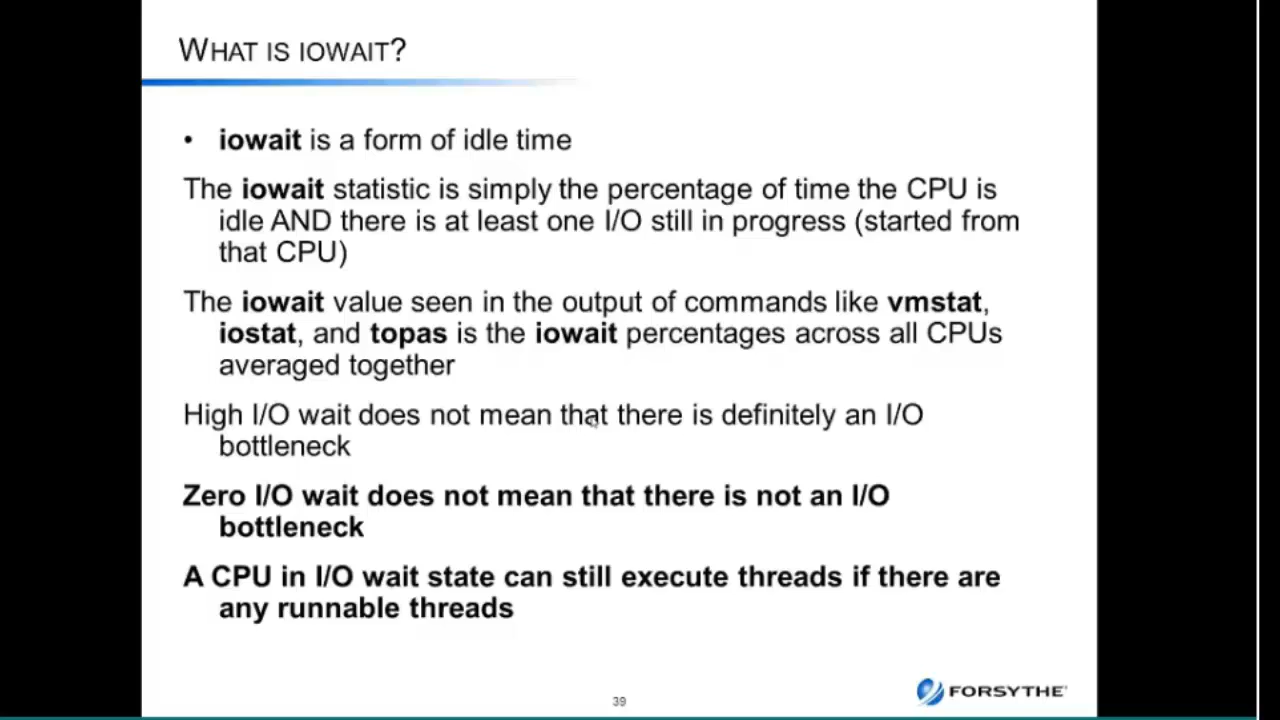 WHAT IS IOWAIT?
• iowait is a form of idle time
The iowait statistic is simply the percentage of time the CPU is
idle AND there is at least one I/O still in progress (started from
that CPU)
The iowait value seen in the output of commands like vmstat,
iostat, and topas is the iowait percentages across all CPUs
averaged together
High I/O wait does not mean that there is definitely an I/O
bottleneck
Zero I/O wait does not mean that there is not an I/O
bottleneck
A CPU in I/O wait state can still execute threads if there are
any runnable threads
39
FORSYTHE